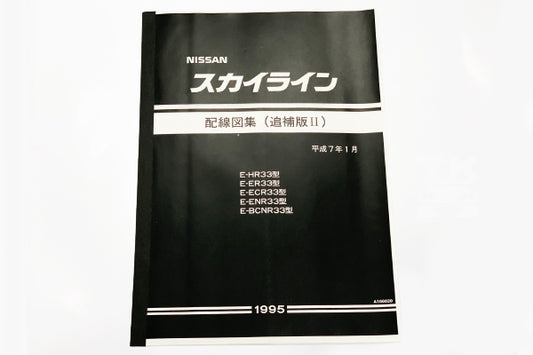 NISSAN
スカイライン
配線図集（追補版Ⅱ）
平成7年1月
E-HR33型
E-ER33型
E-ECR33型
E-ENR33型
E-BCNR33型
1995